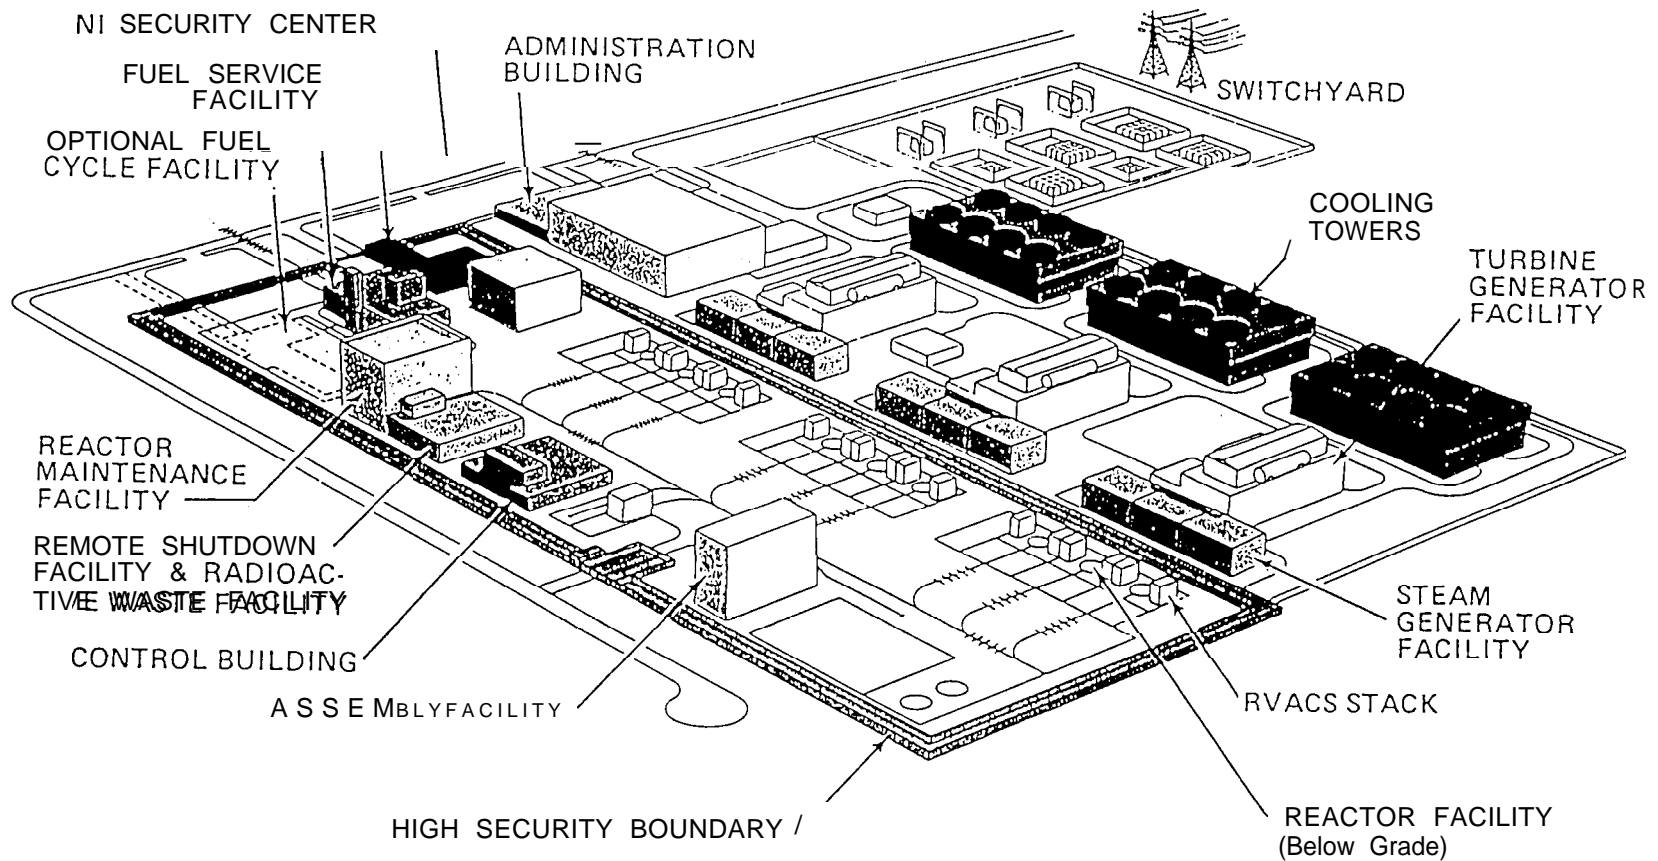 NI SECURITY CENTER
FUEL SERVICE
FACILITY
OPTIONAL FUEL
CYCLE FACILITY
ADMINISTRATION
BUILDING
SWITCHYARD
COOLING
TOWERS
TURBINE
GENERATOR
FACILITY
REACTOR
MAINTENANCE
FACILITY
REMOTE SHUTDOWN
FACILITY & RADIOAC-
TIVE WASTE FACILITY
CONTROL BUILDING
ASSEMBLYFACILITY
HIGH SECURITY BOUNDARY /
STEAM
GENERATOR
FACILITY
RVACS STACK
REACTOR FACILITY
(Below Grade)